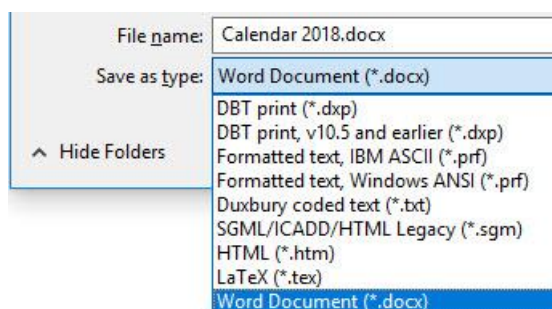 File name: Calendar 2018.docx
Save as type: Word Document (*.docx)
DBT print (*.dxp)
DBT print, v10.5 and earlier (*.dxp)
Hide Folders
Formatted text, IBM ASCII (*.prf)
Formatted text, Windows ANSI (*.prf)
Duxbury coded text (*.txt)
SGML/ICADD/HTML Legacy (*.sgm)
HTML (*.htm)
LaTeX (*.tex)
Word Document (*.docx)